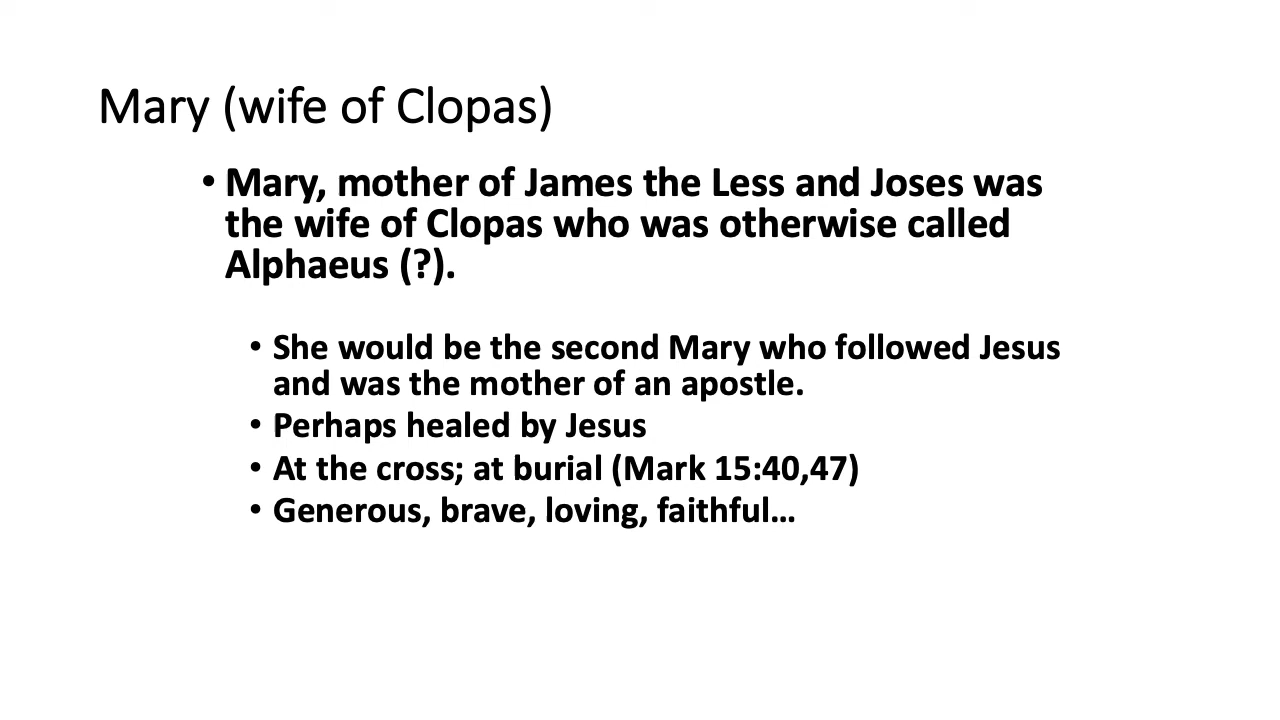 Mary (wife of Clopas)
• Mary, mother of James the Less and Joses was
the wife of Clopas who was otherwise called
Alphaeus (?).
• She would be the second Mary who followed Jesus
and was the mother of an apostle.
• Perhaps healed by Jesus
• At the cross; at burial (Mark 15:40,47)
• Generous, brave, loving, faithful…